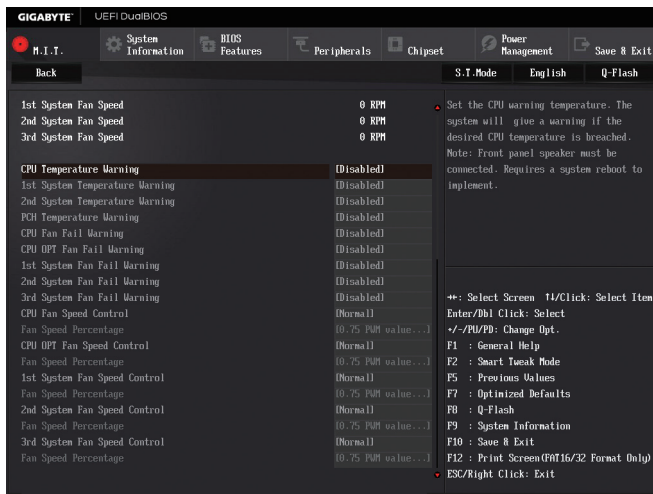 GIGABYTE™ UEFI DualBIOS
M.I.T. System Information BIOS Features Peripherals Chipset Power Management Save & Exit
Back S.T.Mode English Q-Flash
1st System Fan Speed 0 RPM
2nd System Fan Speed 0 RPM
3rd System Fan Speed 0 RPM
CPU Temperature Warning [Disabled]
1st System Temperature Warning [Disabled]
2nd System Temperature Warning [Disabled]
PCH Temperature Warning [Disabled]
CPU Fan Fail Warning [Disabled]
CPU OPT Fan Fail Warning [Disabled]
1st System Fan Fail Warning [Disabled]
2nd System Fan Fail Warning [Disabled]
3rd System Fan Fail Warning [Disabled]
CPU Fan Speed Control [Normal]
Fan Speed Percentage [0.75 PWM value...]
CPU OPT Fan Speed Control [Normal]
Fan Speed Percentage [0.75 PWM value...]
1st System Fan Speed Control [Normal]
Fan Speed Percentage [0.75 PWM value...]
2nd System Fan Speed Control [Normal]
Fan Speed Percentage [0.75 PWM value...]
3rd System Fan Speed Control [Normal]
Fan Speed Percentage [0.75 PWM value...]
Set the CPU warning temperature. The
system will give a warning if the
desired CPU temperature is breached.
Note: Front panel speaker must be
connected. Requires a system reboot to
implement.
→←: Select Screen ↑↓/Click: Select Item
Enter/Dbl Click: Select
+/-/PU/PD: Change Opt.
F1 : General Help
F2 : Smart Tweak Mode
F5 : Previous Values
F7 : Optimized Defaults
F8 : Q-Flash
F9 : System Information
F10 : Save & Exit
F12 : Print Screen(FAT16/32 Format Only)
ESC/Right Click: Exit